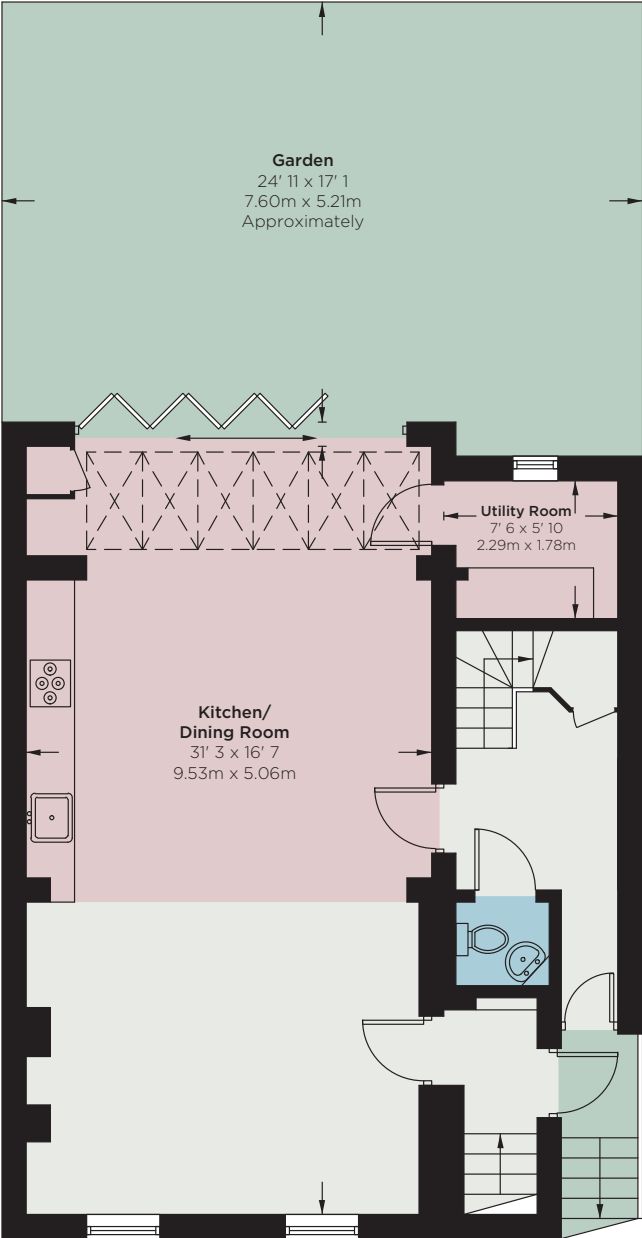 Garden
24' 11 x 17' 1
7.60m x 5.21m
Approximately
Utility Room
7' 6 x 5' 10
2.29m x 1.78m
Kitchen/
Dining Room
31' 3 x 16' 7
9.53m x 5.06m